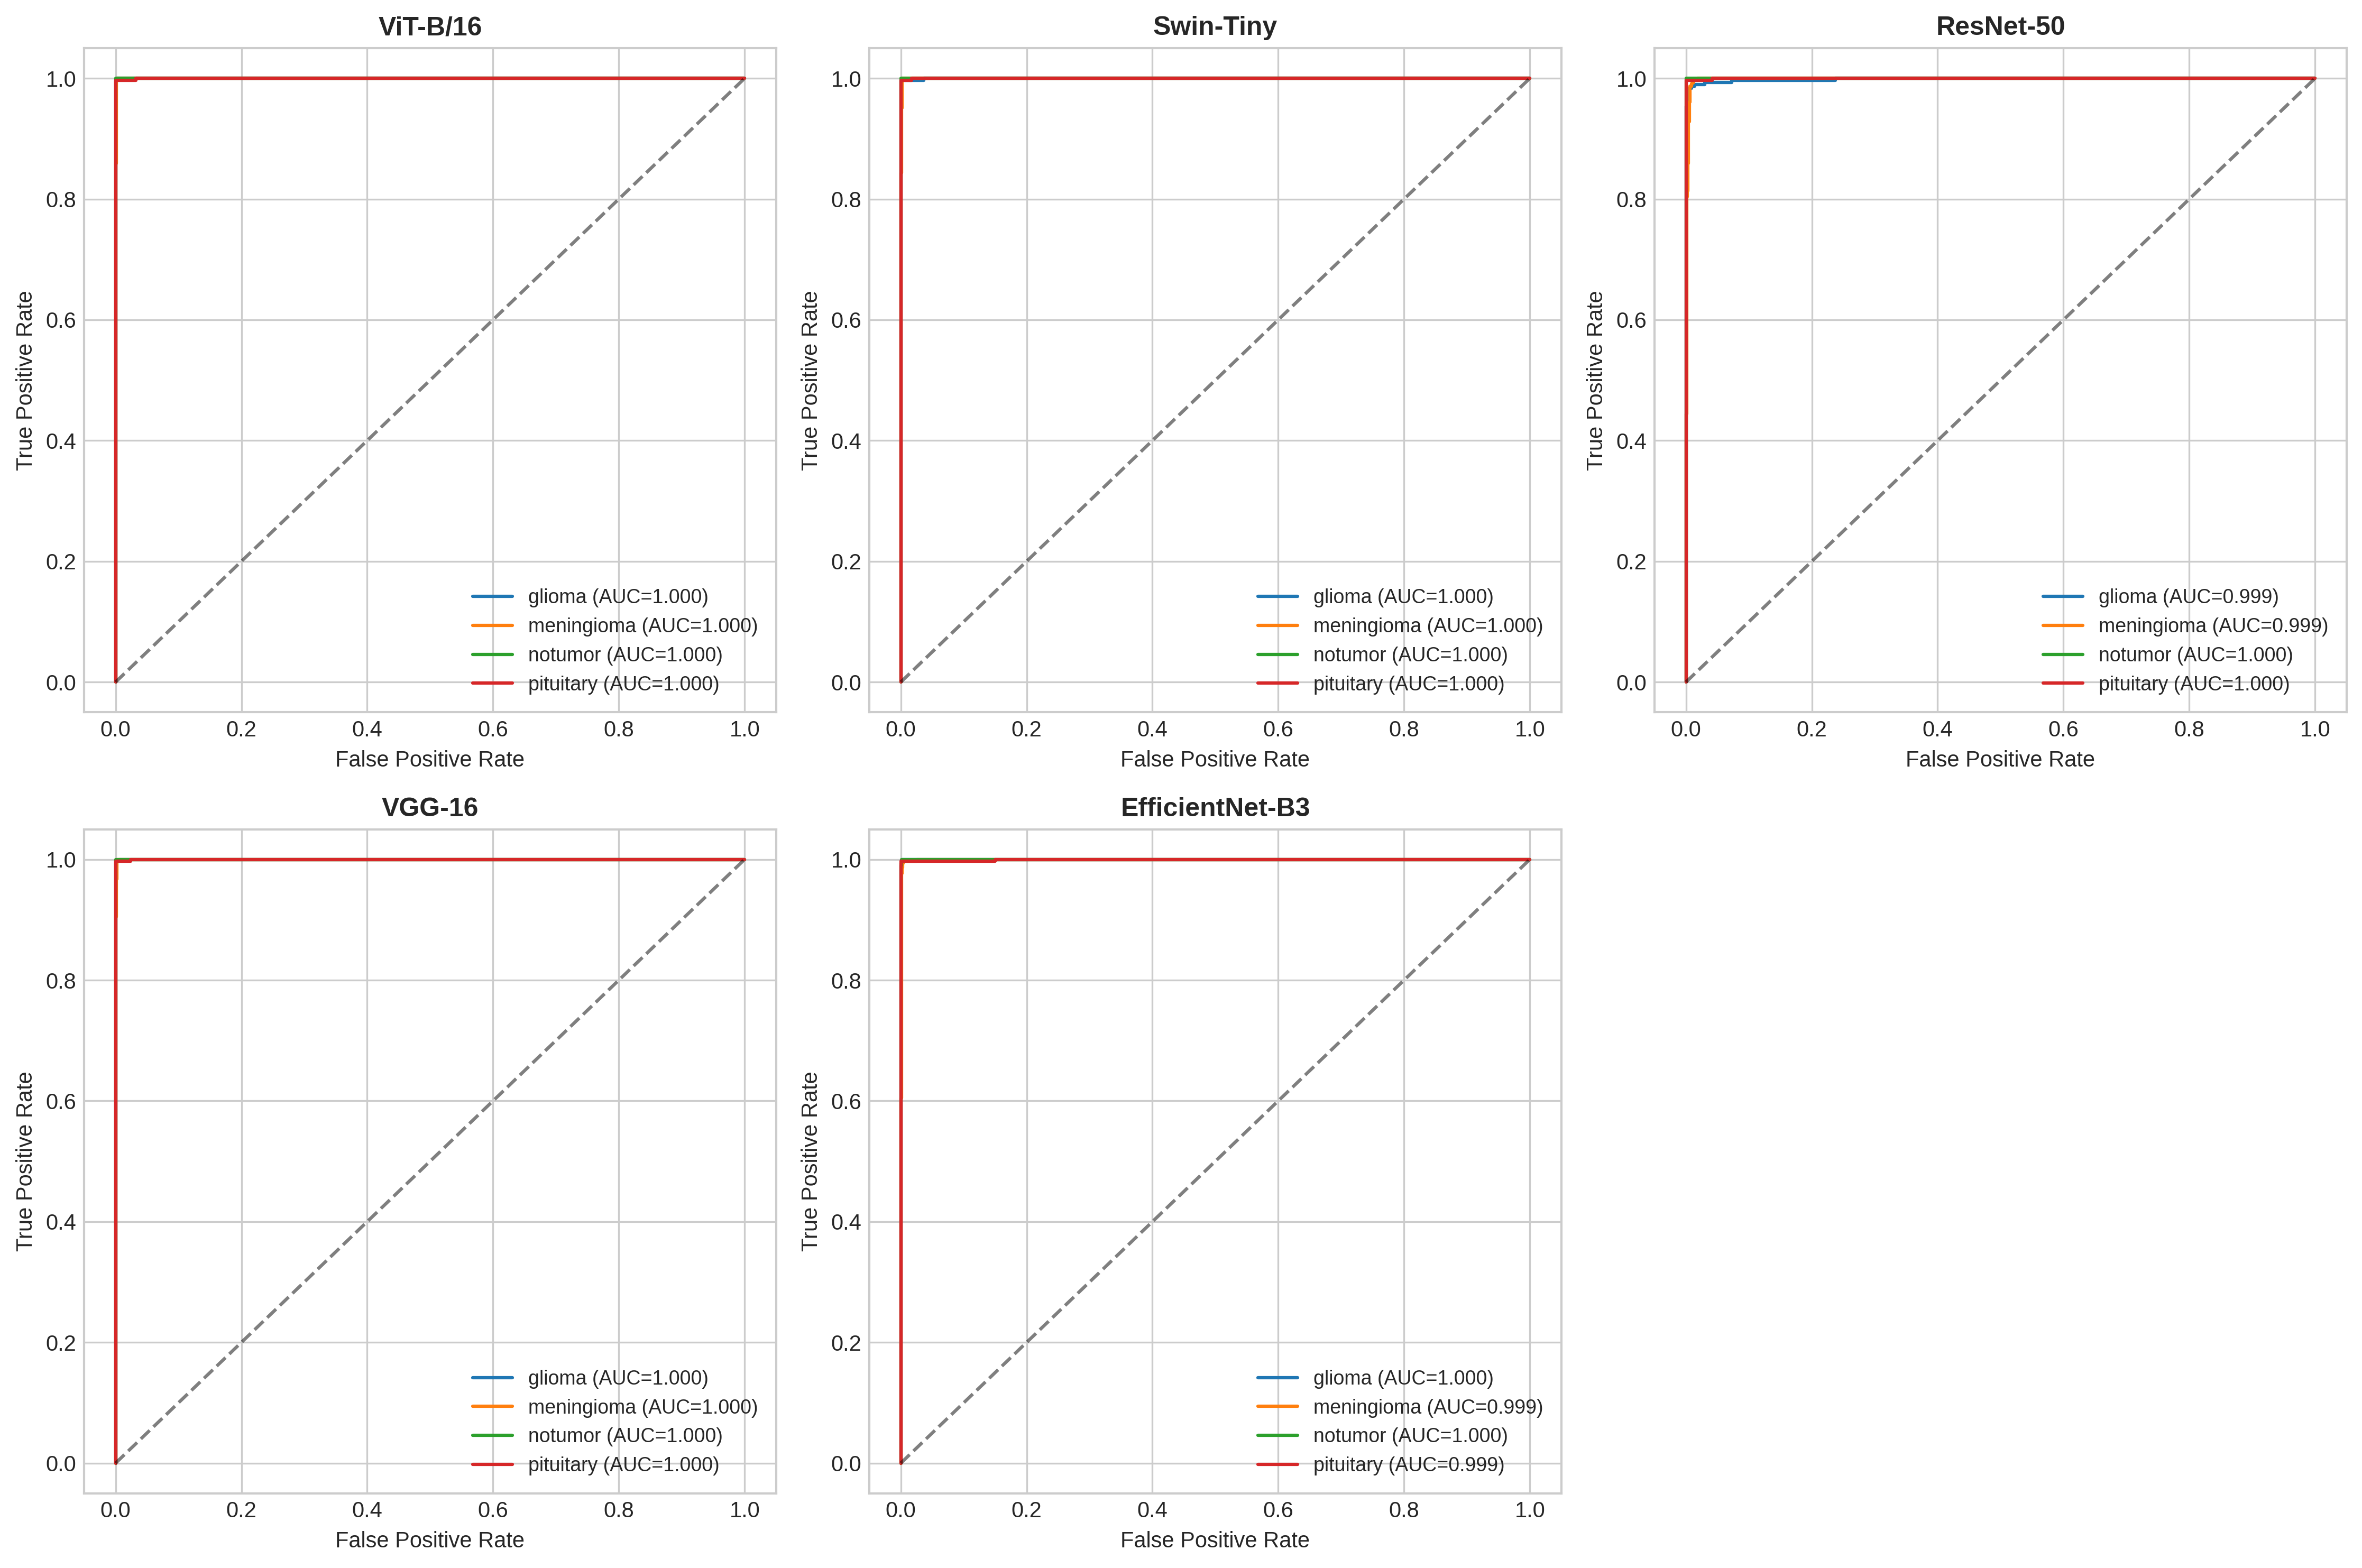 ViT-B/16
1.0
0.8
0.6
0.4
0.2
0.0
True Positive Rate
glioma (AUC=1.000)
meningioma (AUC=1.000)
notumor (AUC=1.000)
pituitary (AUC=1.000)
0.0 0.2 0.4 0.6 0.8 1.0
False Positive Rate
Swin-Tiny
1.0
0.8
0.6
0.4
0.2
0.0
True Positive Rate
glioma (AUC=1.000)
meningioma (AUC=1.000)
notumor (AUC=1.000)
pituitary (AUC=1.000)
0.0 0.2 0.4 0.6 0.8 1.0
False Positive Rate
ResNet-50
1.0
0.8
0.6
0.4
0.2
0.0
True Positive Rate
glioma (AUC=0.999)
meningioma (AUC=0.999)
notumor (AUC=1.000)
pituitary (AUC=1.000)
0.0 0.2 0.4 0.6 0.8 1.0
False Positive Rate
VGG-16
1.0
0.8
0.6
0.4
0.2
0.0
True Positive Rate
glioma (AUC=1.000)
meningioma (AUC=1.000)
notumor (AUC=1.000)
pituitary (AUC=1.000)
0.0 0.2 0.4 0.6 0.8 1.0
False Positive Rate
EfficientNet-B3
1.0
0.8
0.6
0.4
0.2
0.0
True Positive Rate
glioma (AUC=1.000)
meningioma (AUC=0.999)
notumor (AUC=1.000)
pituitary (AUC=0.999)
0.0 0.2 0.4 0.6 0.8 1.0
False Positive Rate